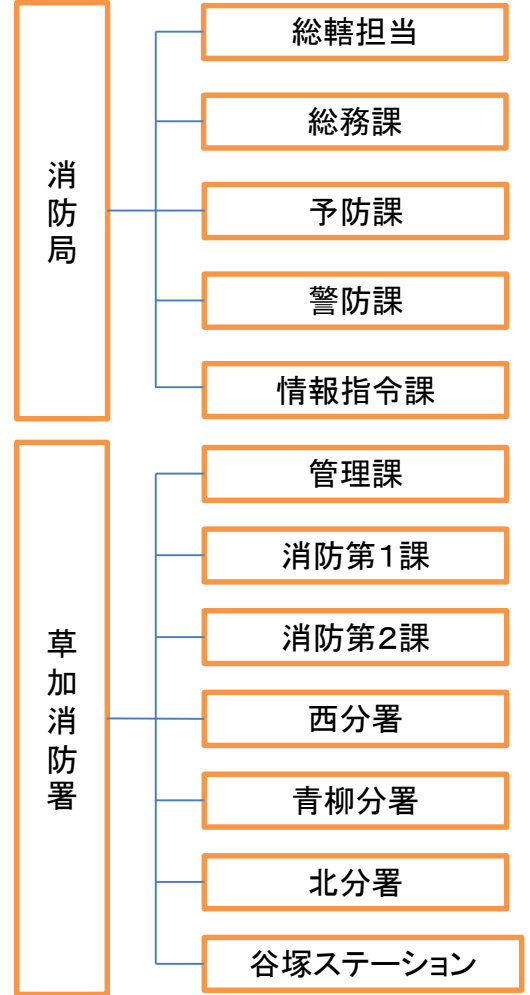 消防局
総轄担当
総務課
予防課
警防課
情報指令課
草加消防署
管理課
消防第１課
消防第２課
西分署
青柳分署
北分署
谷塚ステーション